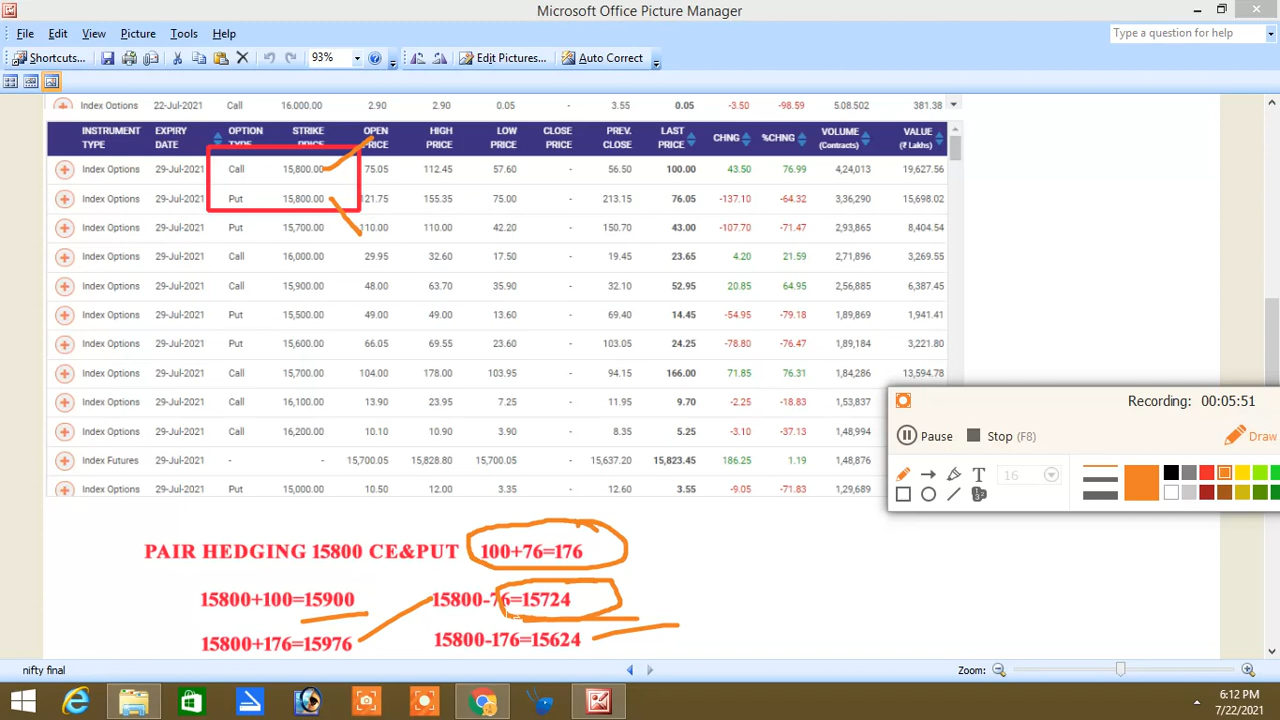 Microsoft Office Picture Manager
File Edit View Picture Tools Help
Type a question for help
Shortcuts... 93% Edit Pictures... Auto Correct
Index Options 22-Jul-2021 Call 16,000.00 2.90 2.90 0.05 - 3.55 0.05 -3.50 -98.59 5.08.502 381.38
INSTRUMENT TYPE EXPIRY DATE OPTION TYPE STRIKE PRICE OPEN PRICE HIGH PRICE LOW PRICE CLOSE PRICE PREV. CLOSE LAST PRICE CHNG %CHNG VOLUME (Contracts) VALUE (₹ Lakhs)
Index Options 29-Jul-2021 Call 15,800.00 75.05 112.45 57.60 - 56.50 100.00 43.50 76.99 4,24,013 19,627.56
Index Options 29-Jul-2021 Put 15,800.00 121.75 155.35 75.00 - 213.15 76.05 -137.10 -64.32 3,36,290 15,698.02
Index Options 29-Jul-2021 Put 15,700.00 110.00 110.00 42.20 - 150.70 43.00 -107.70 -71.47 2,93,865 8,404.54
Index Options 29-Jul-2021 Call 16,000.00 29.95 32.60 17.50 - 19.45 23.65 4.20 21.59 2,71,896 3,269.55
Index Options 29-Jul-2021 Call 15,900.00 48.00 63.70 35.90 - 32.10 52.95 20.85 64.95 2,56,885 6,387.45
Index Options 29-Jul-2021 Put 15,500.00 49.00 49.00 13.60 - 69.40 14.45 -54.95 -79.18 1,89,869 1,941.41
Index Options 29-Jul-2021 Put 15,600.00 66.05 69.55 23.60 - 103.05 24.25 -78.80 -76.47 1,89,184 3,221.80
Index Options 29-Jul-2021 Call 15,700.00 104.00 178.00 103.95 - 94.15 166.00 71.85 76.31 1,84,286 13,594.78
Index Options 29-Jul-2021 Call 16,100.00 13.90 23.95 7.25 - 11.95 9.70 -2.25 -18.83 1,53,837
Index Options 29-Jul-2021 Call 16,200.00 10.10 10.90 3.90 - 8.35 5.25 -3.10 -37.13 1,48,994
Index Futures 29-Jul-2021 - - 15,700.05 15,828.80 15,700.05 - 15,637.20 15,823.45 186.25 1.19 1,48,876
Index Options 29-Jul-2021 Put 15,000.00 10.50 12.00 3.35 - 12.60 3.55 -9.05 -71.83 1,29,689
Recording: 00:05:51
Pause Stop (F8) Draw
T 16
PAIR HEDGING 15800 CE&PUT 100+76=176
15800+100=15900 15800-76=15724
15800+176=15976 15800-176=15624
nifty final
Zoom:
6:12 PM
7/22/2021